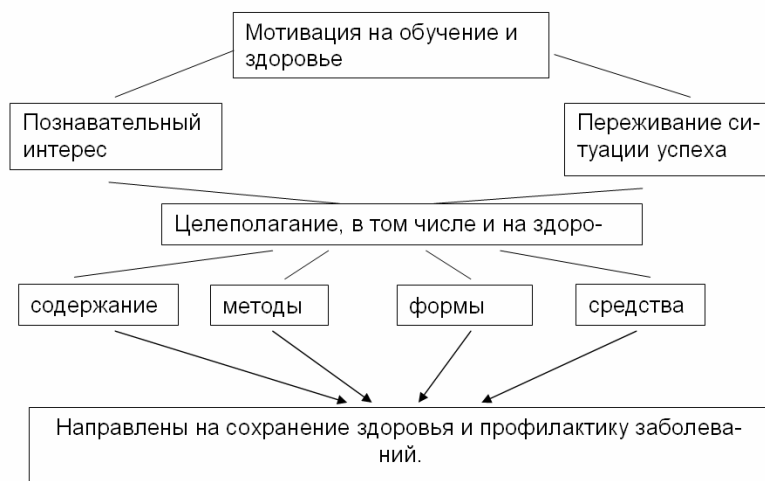 Мотивация на обучение и
здоровье
Познавательный
интерес
Переживание си-
туации успеха
Целеполагание, в том числе и на здоро-
содержание
методы
формы
средства
Направлены на сохранение здоровья и профилактику заболева-
ний.